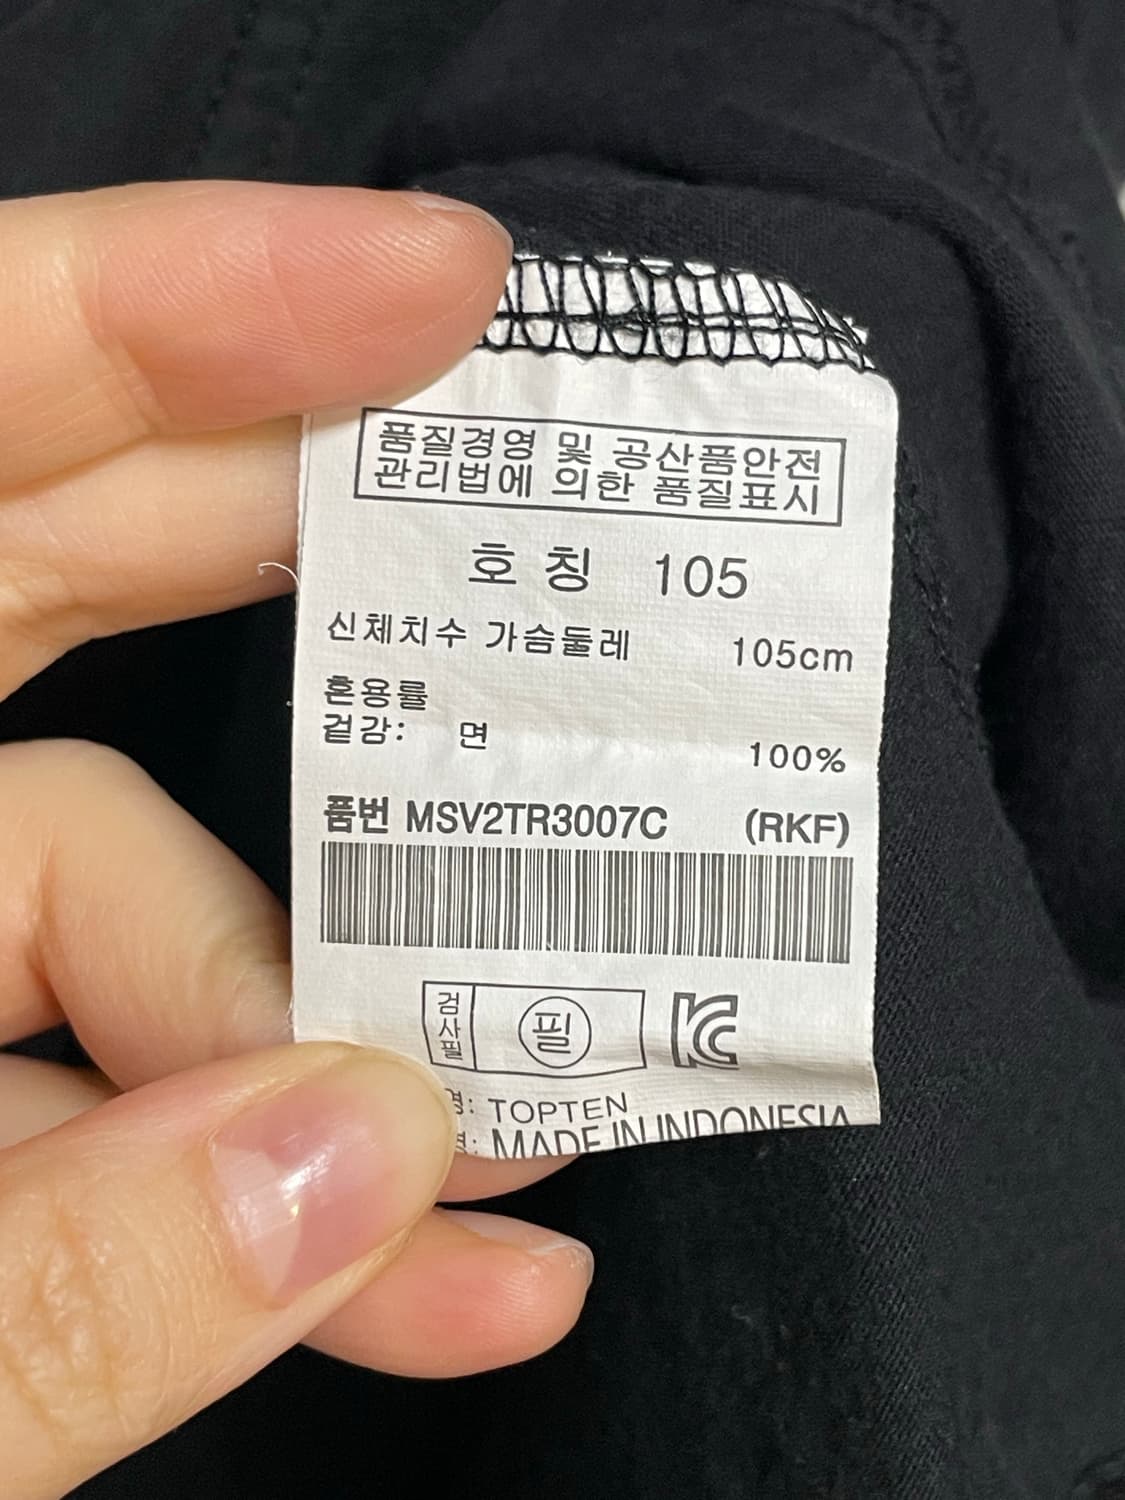 품질경영 및 공산품안전
관리법에 의한 품질표시
호 칭 105
신체치수 가슴둘레 105cm
혼용률
겉감: 면 100%
품번 MSV2TR3007C (RKF)
검사필 필
명: TOPTEN
MADE IN INDONESIA